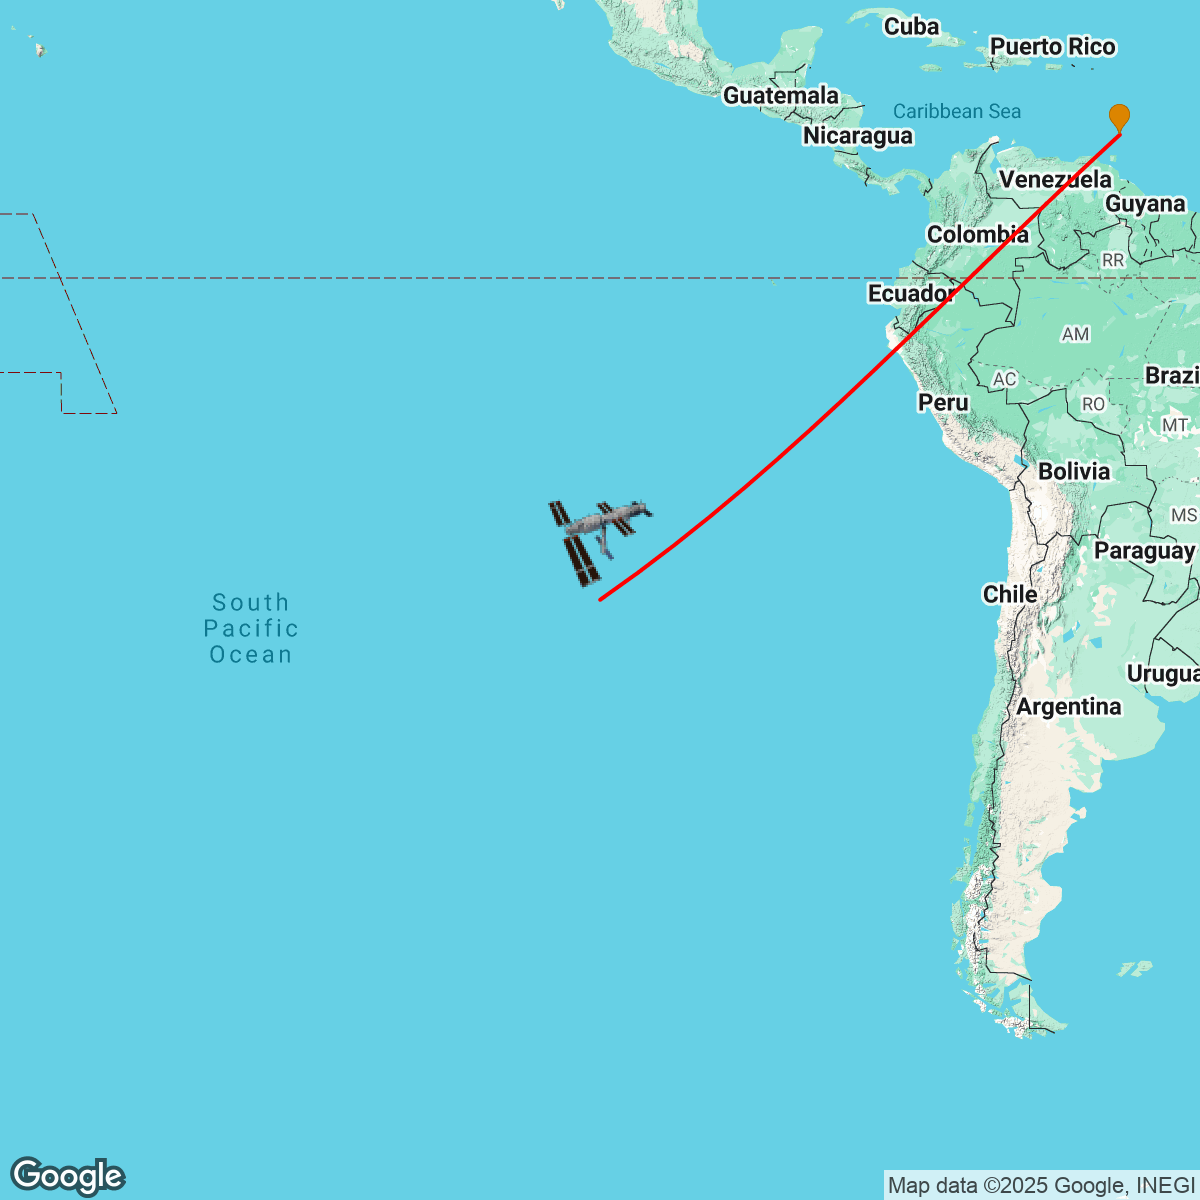 Cuba
Puerto Rico
Guatemala
Caribbean Sea
Nicaragua
Venezuela
Guyana
Colombia
RR
Ecuador
AM
Brazi
AC
RO
Peru
MT
Bolivia
MS
Paraguay
Chile
South
Pacific
Ocean
Urugua
Argentina
Google
Map data ©2025 Google, INEGI